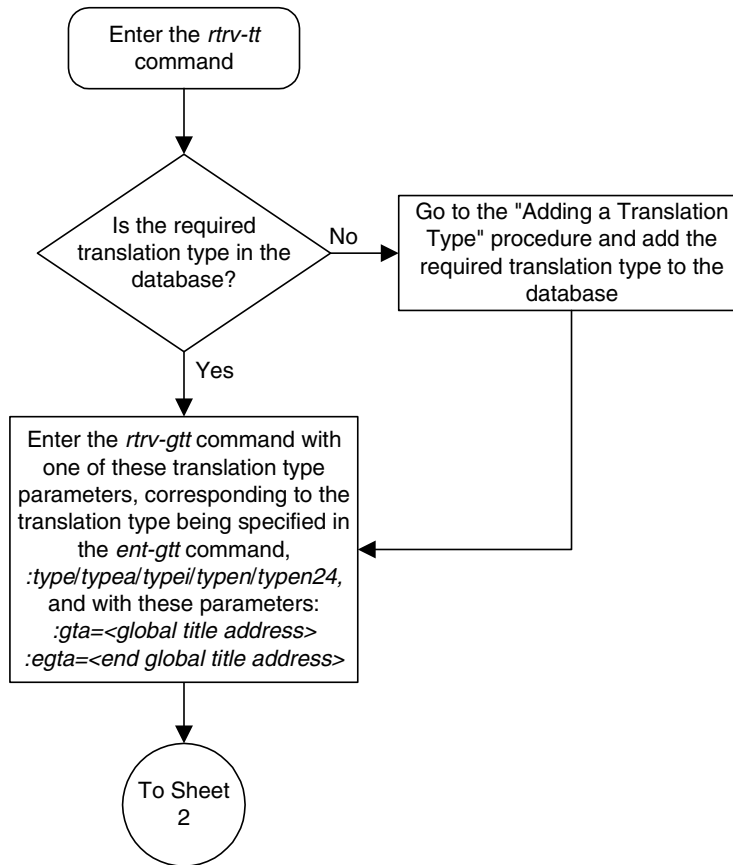 Enter the rtrv-tt
command
Is the required
translation type in the
database?
No
Go to the "Adding a Translation
Type" procedure and add the
required translation type to the
database
Yes
Enter the rtrv-gtt command with
one of these translation type
parameters, corresponding to the
translation type being specified in
the ent-gtt command,
:type/typea/typei/typen/typen24,
and with these parameters:
:gta=<global title address>
:egta=<end global title address>
To Sheet
2